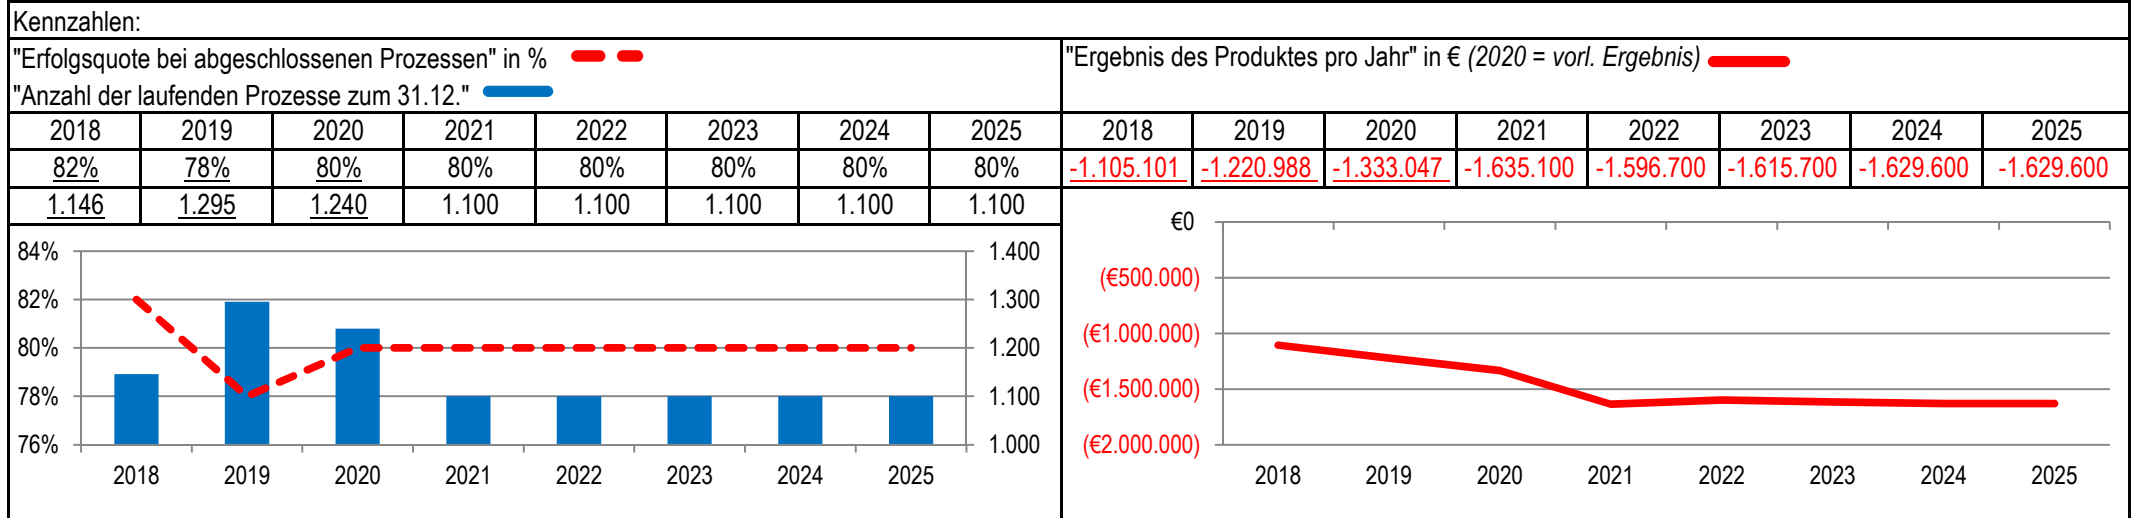 Kennzahlen:
"Erfolgsquote bei abgeschlossenen Prozessen" in %
"Anzahl der laufenden Prozesse zum 31.12."
2018 2019 2020 2021 2022 2023 2024 2025
82% 78% 80% 80% 80% 80% 80% 80%
1.146 1.295 1.240 1.100 1.100 1.100 1.100 1.100
84% 1.400
82% 1.300
80% 1.200
78% 1.100
76% 1.000
2018 2019 2020 2021 2022 2023 2024 2025
"Ergebnis des Produktes pro Jahr" in € (2020 = vorl. Ergebnis)
2018 2019 2020 2021 2022 2023 2024 2025
-1.105.101 -1.220.988 -1.333.047 -1.635.100 -1.596.700 -1.615.700 -1.629.600 -1.629.600
€0
(€500.000)
(€1.000.000)
(€1.500.000)
(€2.000.000)
2018 2019 2020 2021 2022 2023 2024 2025